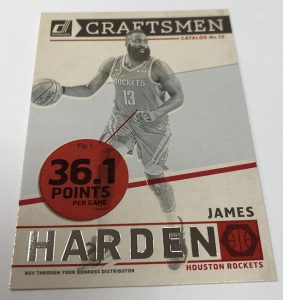 CRAFTSMEN
CATALOG No.13
ROCKETS
13
Fig. 1
36.1
POINTS
PER GAME
JAMES
HARDEN
HOUSTON ROCKETS
BUY THROUGH YOUR DONRUSS DISTRIBUTOR